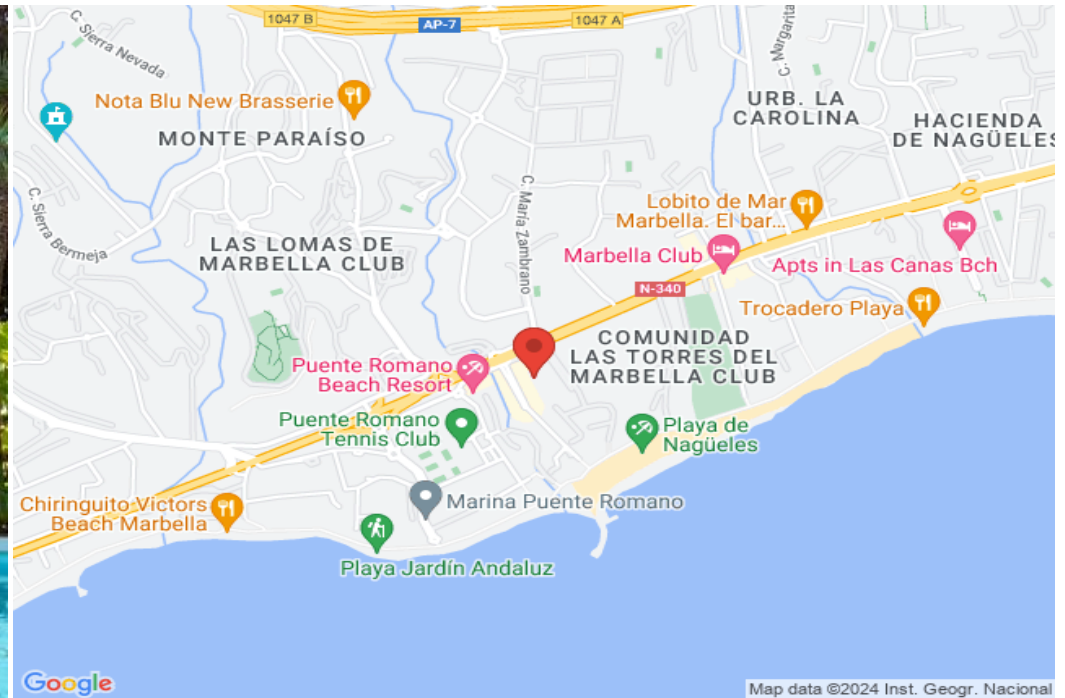 1047 B
AP-7
1047 A
C. Sierra Nevada
C. Margarita
Nota Blu New Brasserie
MONTE PARAÍSO
URB. LA
CAROLINA
HACIENDA
DE NAGÜELES
C. Sierra Bermeja
C. María Zambrano
Lobito de Mar
Marbella. El bar...
LAS LOMAS DE
MARBELLA CLUB
Marbella Club
Apts in Las Canas Bch
N-340
Trocadero Playa
COMUNIDAD
LAS TORRES DEL
MARBELLA CLUB
Puente Romano
Beach Resort
Puente Romano
Tennis Club
Playa de
Nagüeles
Chiringuito Victors
Beach Marbella
Marina Puente Romano
Playa Jardín Andaluz
Google
Map data ©2024 Inst. Geogr. Nacional